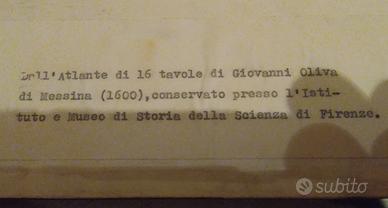 Dell'Atlante di 16 tavole di Giovanni Oliva
di Messina (1600),conservato presso l'Isti-
tuto e Museo di Storia della Scienza di Firenze.
subito